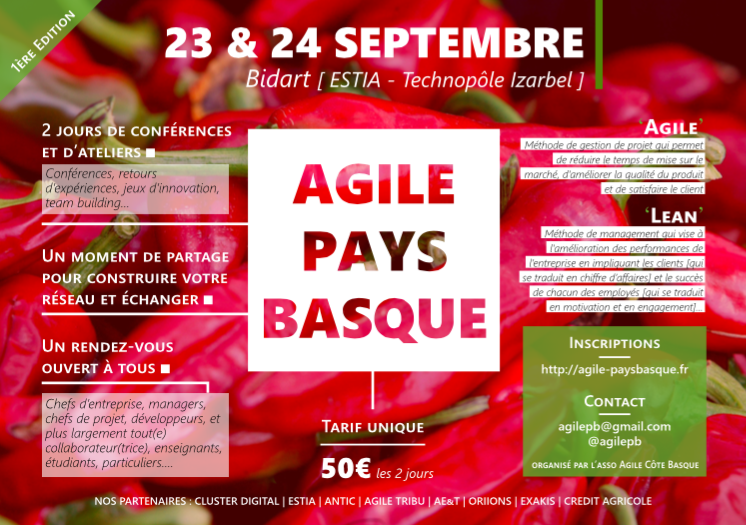 1ère Edition
23 & 24 SEPTEMBRE
Bidart [ ESTIA - Technopôle Izarbel ]
2 jours de conférences
et d'ateliers
Conférences, retours
d'expériences, jeux d'innovation,
team building...
Un moment de partage
pour construire votre
réseau et échanger
Un rendez-vous
ouvert à tous
Chefs d'entreprise, managers,
chefs de projet, développeurs, et
plus largement tout(e)
collaborateur(trice), enseignants,
étudiants, particuliers....
AGILE
PAYS
BASQUE
Tarif unique
50€ les 2 jours
'Agile'
Méthode de gestion de projet qui permet
de réduire le temps de mise sur le
marché, d'améliorer la qualité du produit
et de satisfaire le client
'Lean'
Méthode de management qui vise à
l'amélioration des performances de
l'entreprise en impliquant les clients [qui
se traduit en chiffre d'affaires] et le succès
de chacun des employés [qui se traduit
en motivation et en engagement]...
Inscriptions
http://agile-paysbasque.fr
Contact
agilepb@gmail.com
@agilepb
organisé par l'asso Agile Côte Basque
NOS PARTENAIRES : CLUSTER DIGITAL | ESTIA | ANTIC | AGILE TRIBU | AE&T | ORIIONS | EXAKIS | CREDIT AGRICOLE